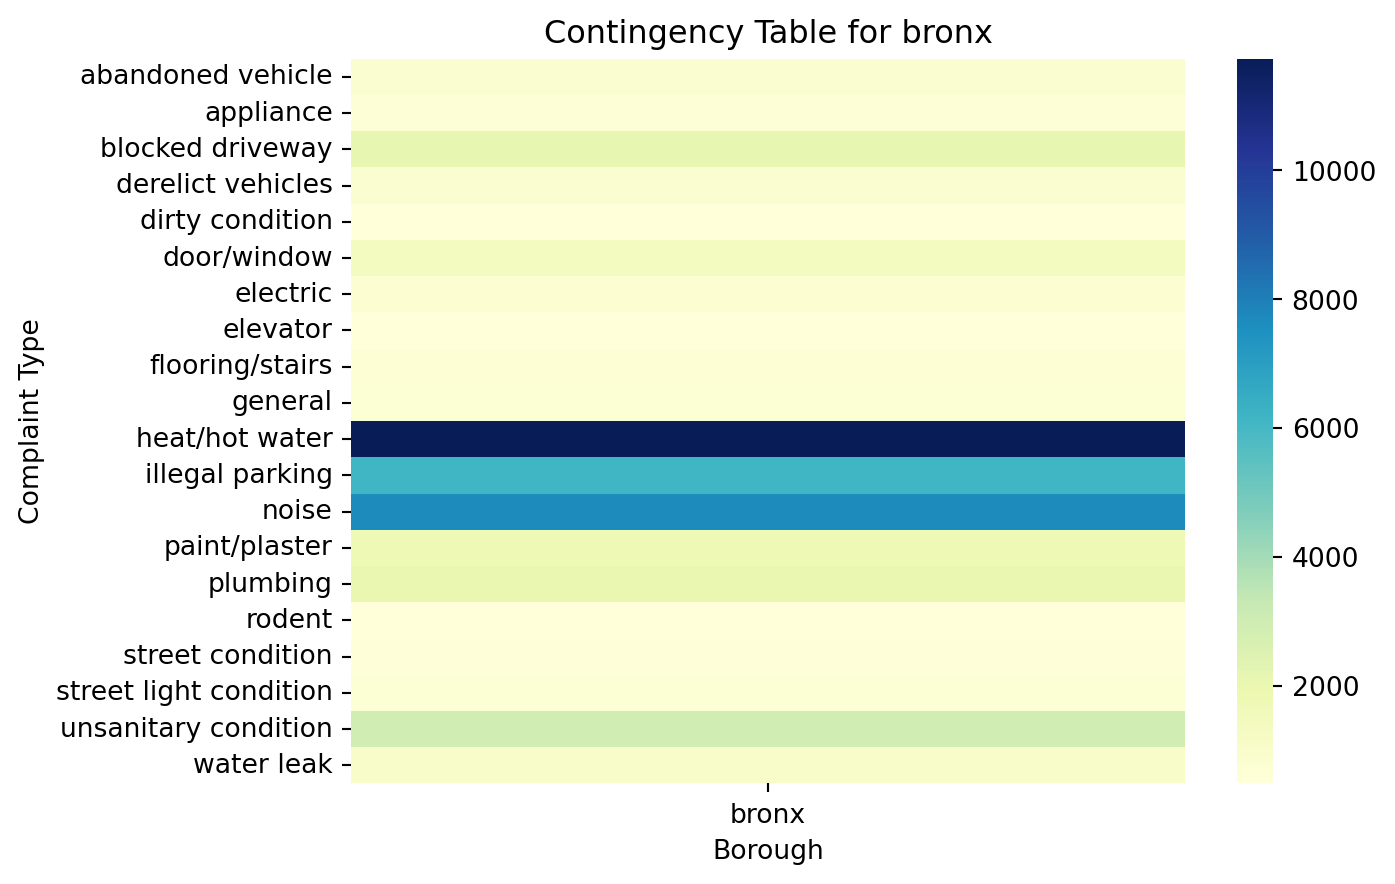 Contingency Table for bronx
abandoned vehicle
appliance
blocked driveway
derelict vehicles
dirty condition
door/window
electric
elevator
flooring/stairs
general
heat/hot water
illegal parking
noise
paint/plaster
plumbing
rodent
street condition
street light condition
unsanitary condition
water leak
Complaint Type
bronx
Borough
10000
8000
6000
4000
2000